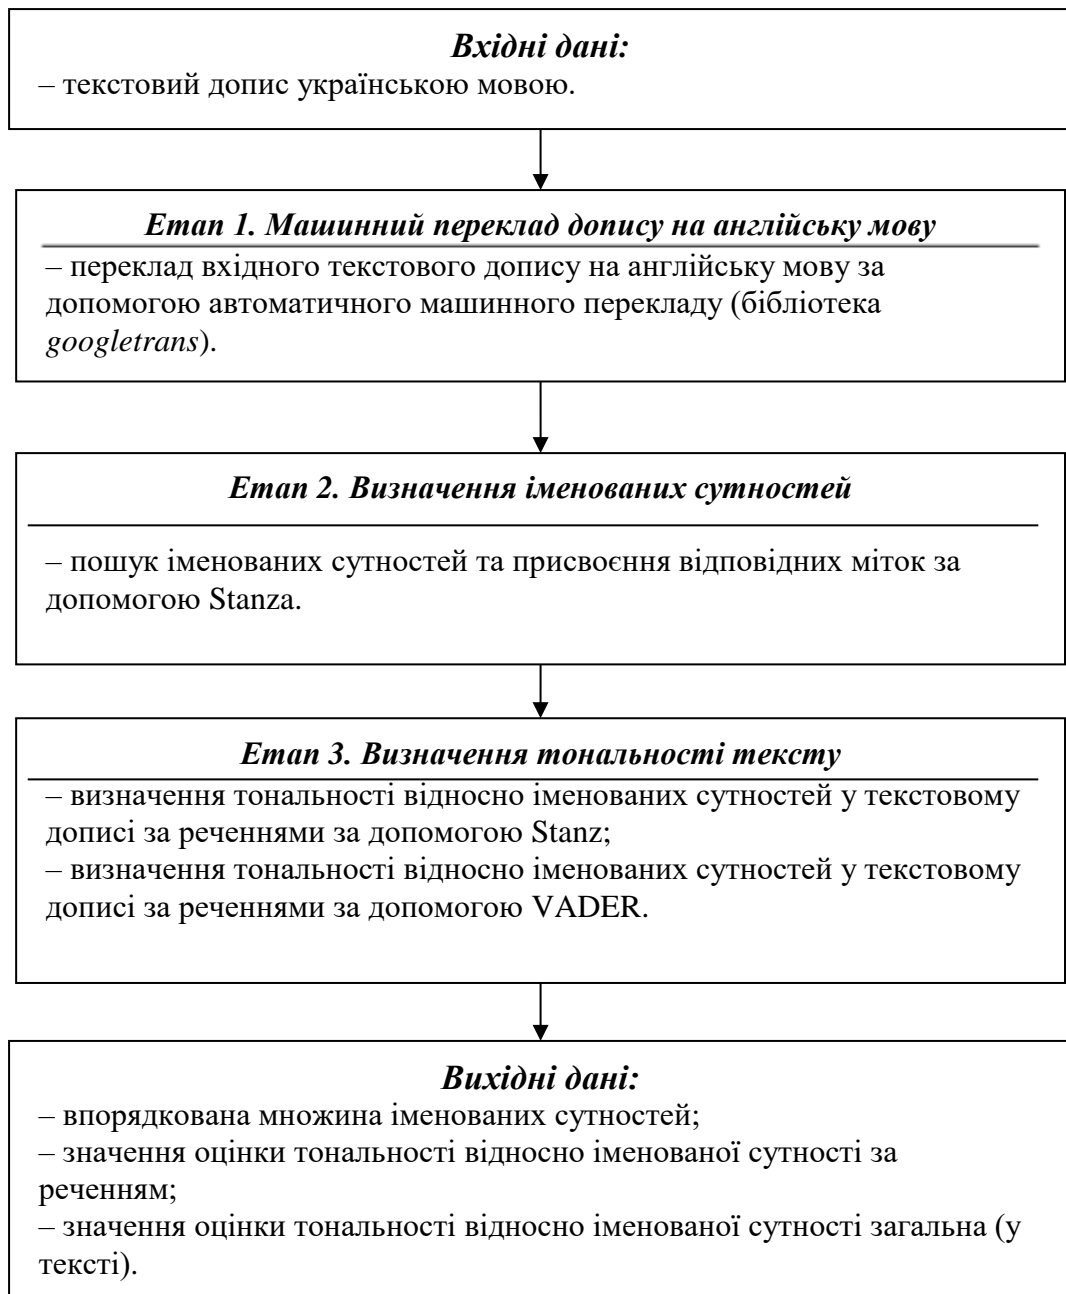 Вхідні дані:
– текстовий допис українською мовою.
Етап 1. Машинний переклад допису на англійську мову
– переклад вхідного текстового допису на англійську мову за
допомогою автоматичного машинного перекладу (бібліотека
googletrans).
Етап 2. Визначення іменованих сутностей
– пошук іменованих сутностей та присвоєння відповідних міток за
допомогою Stanza.
Етап 3. Визначення тональності тексту
– визначення тональності відносно іменованих сутностей у текстовому
дописі за реченнями за допомогою Stanz;
– визначення тональності відносно іменованих сутностей у текстовому
дописі за реченнями за допомогою VADER.
Вихідні дані:
– впорядкована множина іменованих сутностей;
– значення оцінки тональності відносно іменованої сутності за
реченням;
– значення оцінки тональності відносно іменованої сутності загальна (у
тексті).